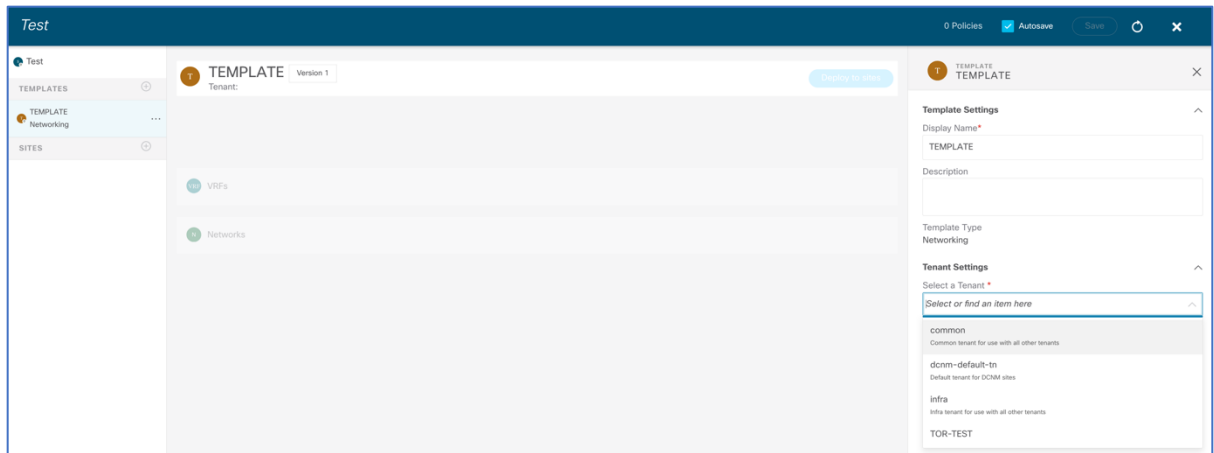 Test
0 Policies
Autosave
Save
Test
TEMPLATES
TEMPLATE
Networking
SITES
T
TEMPLATE
Version 1
Tenant:
Deploy to sites
VRF
VRFs
N
Networks
T
TEMPLATE
TEMPLATE
Template Settings
Display Name*
TEMPLATE
Description
Template Type
Networking
Tenant Settings
Select a Tenant *
Select or find an item here
common
Common tenant for use with all other tenants
dcnm-default-tn
Default tenant for DCNM sites
infra
Infra tenant for use with all other tenants
TOR-TEST